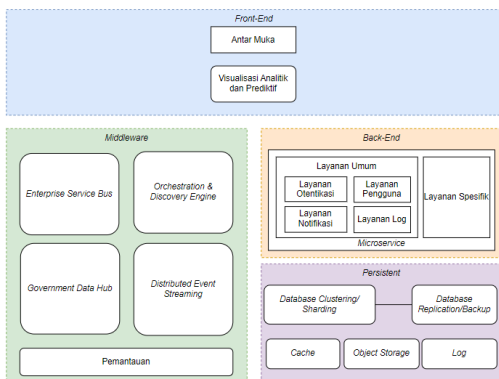 Front-End
Antar Muka
Visualisasi Analitik
dan Prediktif
Middleware
Enterprise Service Bus
Orchestration &
Discovery Engine
Government Data Hub
Distributed Event
Streaming
Pemantauan
Back-End
Layanan Umum
Layanan
Otentikasi
Layanan
Pengguna
Layanan
Notifikasi
Layanan Log
Layanan Spesifik
Microservice
Persistent
Database Clustering/
Sharding
Database
Replication/Backup
Cache
Object Storage
Log